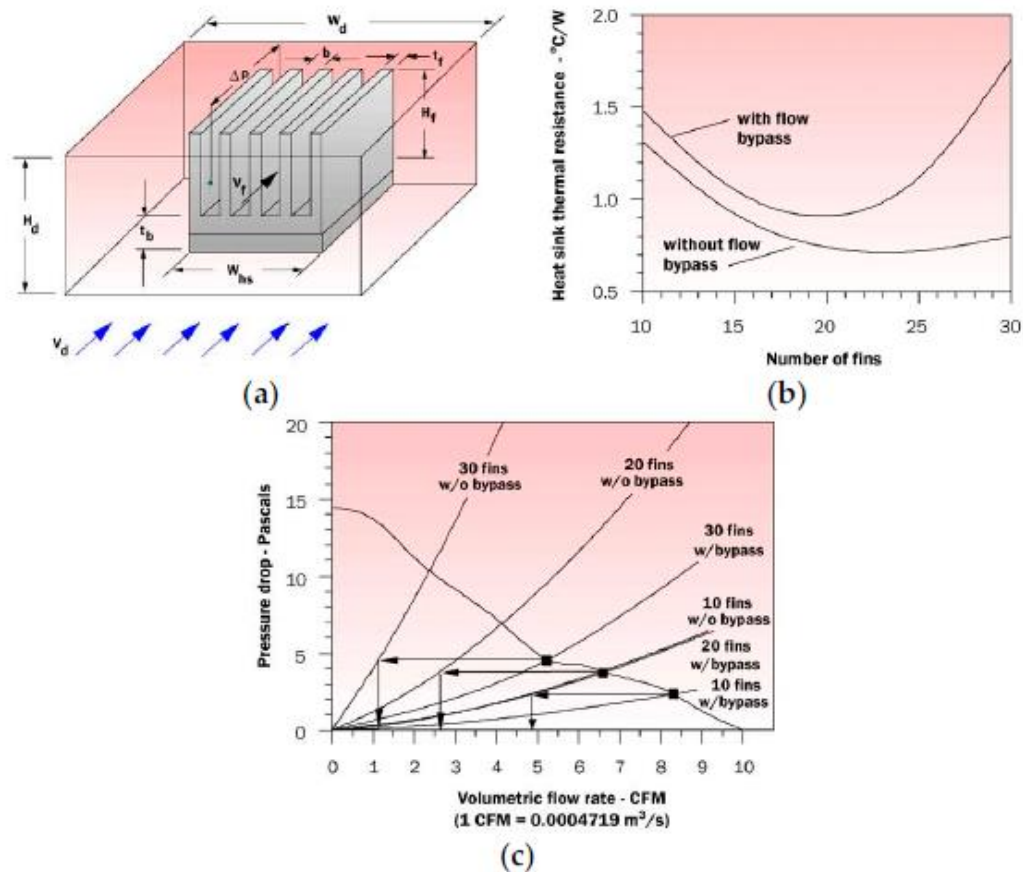 W_d
b
t_f
ΔP
H_f
V_f
H_d
t_b
W_hs
V_d
(a)
Heat sink thermal resistance - °C/W
2.0
1.5
1.0
0.5
with flow
bypass
without flow
bypass
10 15 20 25 30
Number of fins
(b)
Pressure drop - Pascals
20
15
10
5
0
30 fins
w/o bypass
20 fins
w/o bypass
30 fins
w/bypass
10 fins
w/o bypass
20 fins
w/bypass
10 fins
w/bypass
0 1 2 3 4 5 6 7 8 9 10
Volumetric flow rate - CFM
(1 CFM = 0.0004719 m³/s)
(c)